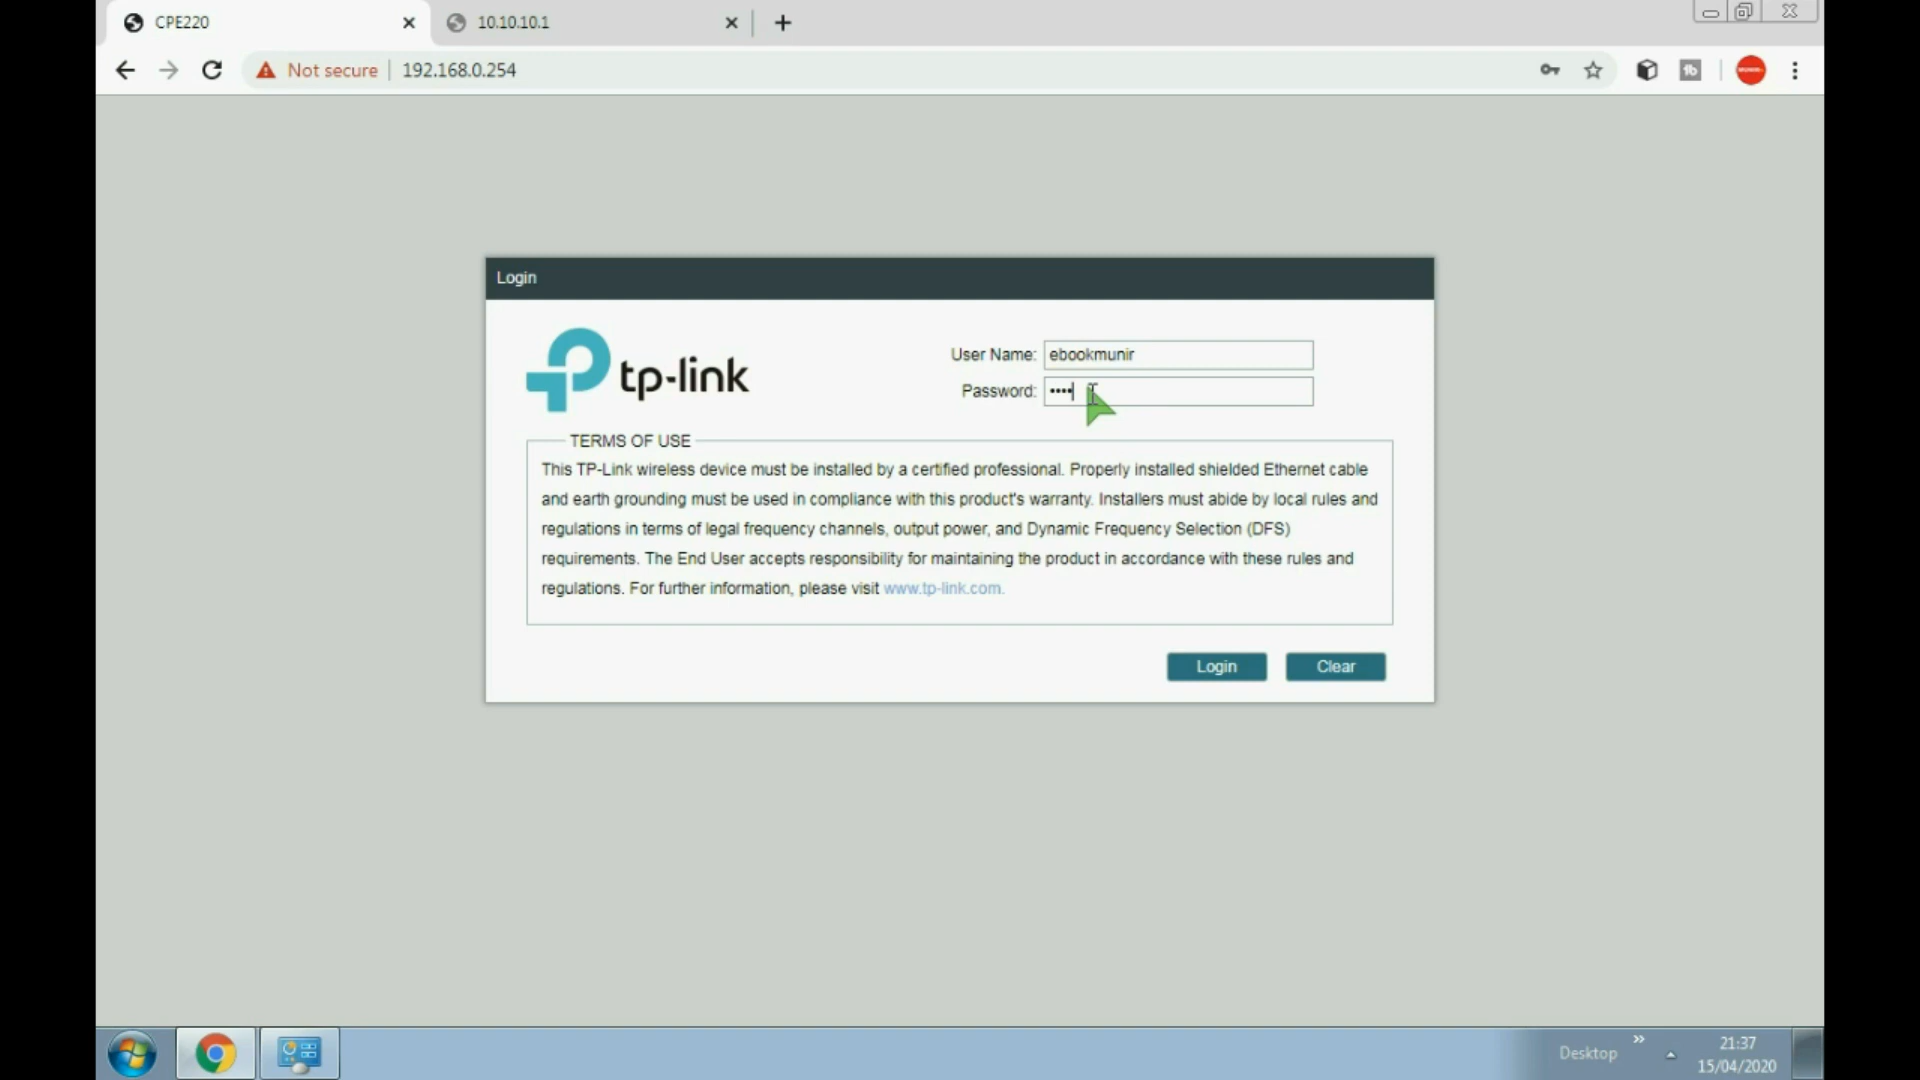 CPE220
10.10.10.1
Not secure
192.168.0.254
Login
tp-link
User Name: ebookmunir
Password: ••••
TERMS OF USE
This TP-Link wireless device must be installed by a certified professional. Properly installed shielded Ethernet cable
and earth grounding must be used in compliance with this product's warranty. Installers must abide by local rules and
regulations in terms of legal frequency channels, output power, and Dynamic Frequency Selection (DFS)
requirements. The End User accepts responsibility for maintaining the product in accordance with these rules and
regulations. For further information, please visit www.tp-link.com.
Login
Clear
Desktop
21:37
15/04/2020